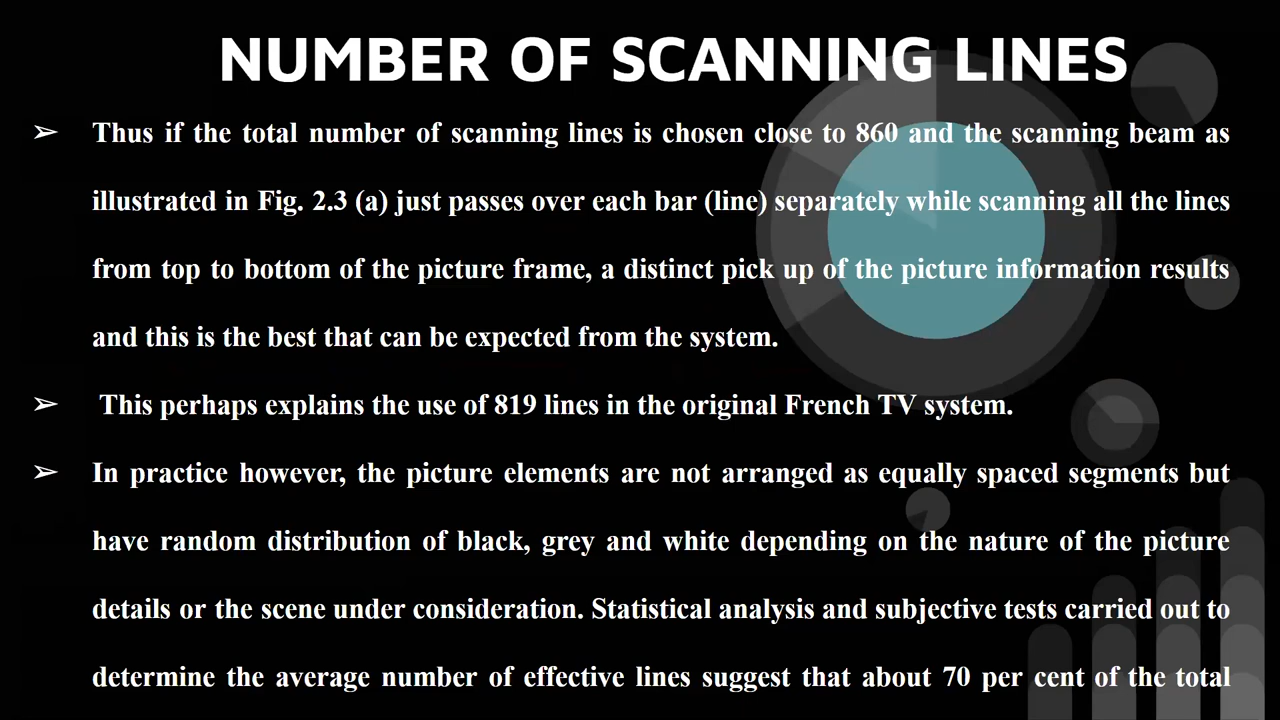 NUMBER OF SCANNING LINES
➢ Thus if the total number of scanning lines is chosen close to 860 and the scanning beam as
illustrated in Fig. 2.3 (a) just passes over each bar (line) separately while scanning all the lines
from top to bottom of the picture frame, a distinct pick up of the picture information results
and this is the best that can be expected from the system.
➢ This perhaps explains the use of 819 lines in the original French TV system.
➢ In practice however, the picture elements are not arranged as equally spaced segments but
have random distribution of black, grey and white depending on the nature of the picture
details or the scene under consideration. Statistical analysis and subjective tests carried out to
determine the average number of effective lines suggest that about 70 per cent of the total